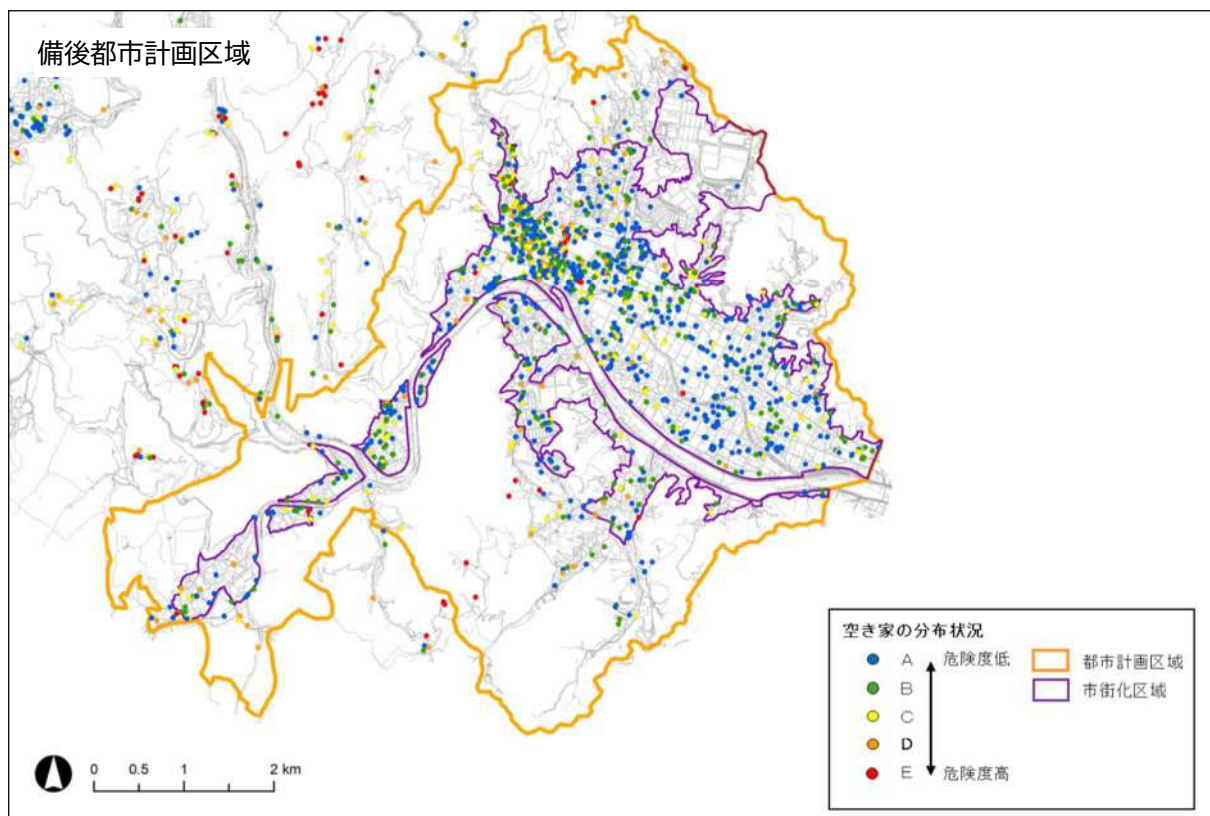 備後都市計画区域
空き家の分布状況
A 危険度低
B
C
D
E 危険度高
都市計画区域
市街化区域
0 0.5 1 2 km